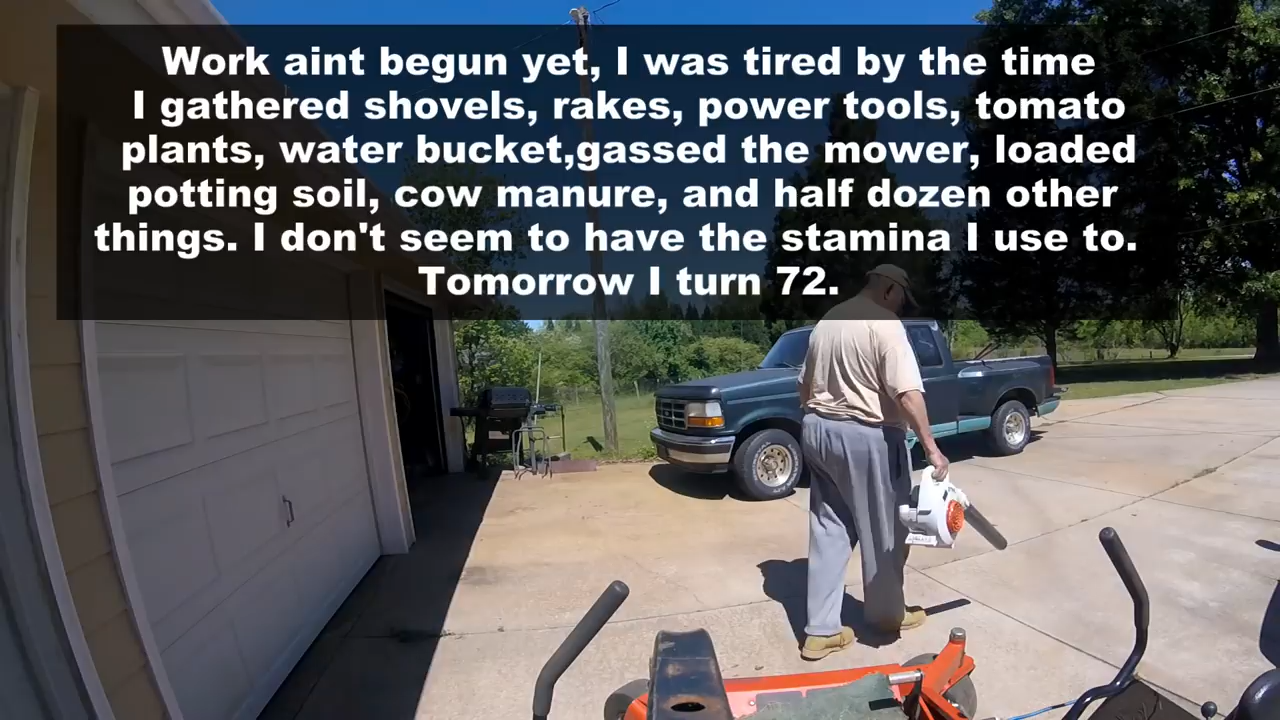 Work aint begun yet, I was tired by the time
I gathered shovels, rakes, power tools, tomato
plants, water bucket,gassed the mower, loaded
potting soil, cow manure, and half dozen other
things. I don't seem to have the stamina I use to.
Tomorrow I turn 72.